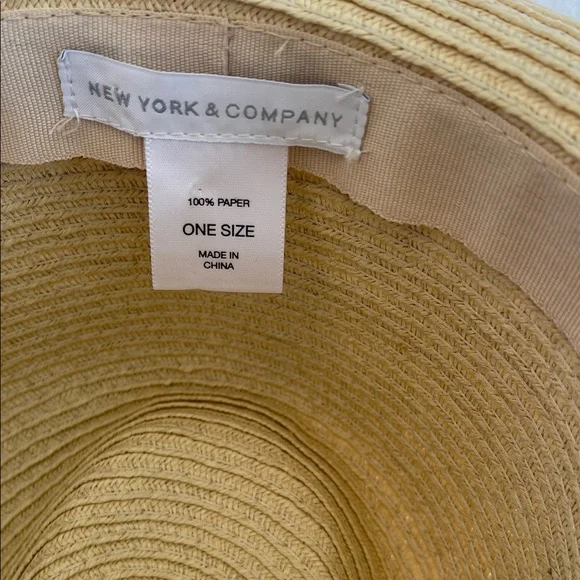 NEW YORK & COMPANY
100% PAPER
ONE SIZE
MADE IN
CHINA